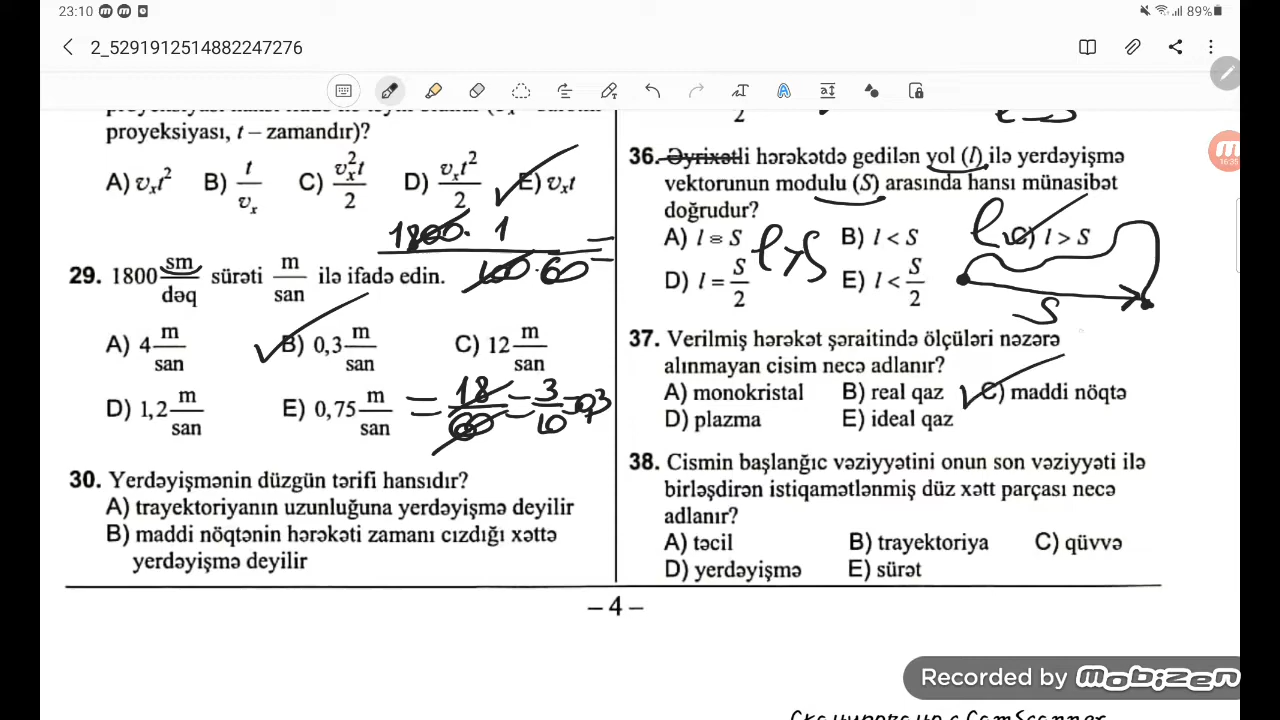 23:10
89%
2_5291912514882247276
proyeksiyası, t – zamandır)?
A) vₓt² B) t/vₓ C) vₓ²t/2 D) vₓt²/2 E) vₓt
1800 · 1
100 · 60 =
29. 1800 sm/dəq sürəti m/san ilə ifadə edin.
A) 4 m/san B) 0,3 m/san C) 12 m/san
D) 1,2 m/san E) 0,75 m/san = 18/60 = 3/10 = 0,3
30. Yerdəyişmənin düzgün tərifi hansıdır?
A) trayektoriyanın uzunluğuna yerdəyişmə deyilir
B) maddi nöqtənin hərəkəti zamanı cızdığı xəttə
yerdəyişmə deyilir
2
36. Əyrixətli hərəkətdə gedilən yol (l) ilə yerdəyişmə
vektorunun modulu (S) arasında hansı münasibət
doğrudur?
A) l = S B) l < S C) l > S
D) l = S/2 E) l < S/2
l > S
l
S
37. Verilmiş hərəkət şəraitində ölçüləri nəzərə
alınmayan cisim necə adlanır?
A) monokristal B) real qaz C) maddi nöqtə
D) plazma E) ideal qaz
38. Cismin başlanğıc vəziyyətini onun son vəziyyəti ilə
birləşdirən istiqamətlənmiş düz xətt parçası necə
adlanır?
A) təcil B) trayektoriya C) qüvvə
D) yerdəyişmə E) sürət
– 4 –
16:35
Recorded by mobizen
Сканировано с CamScanner